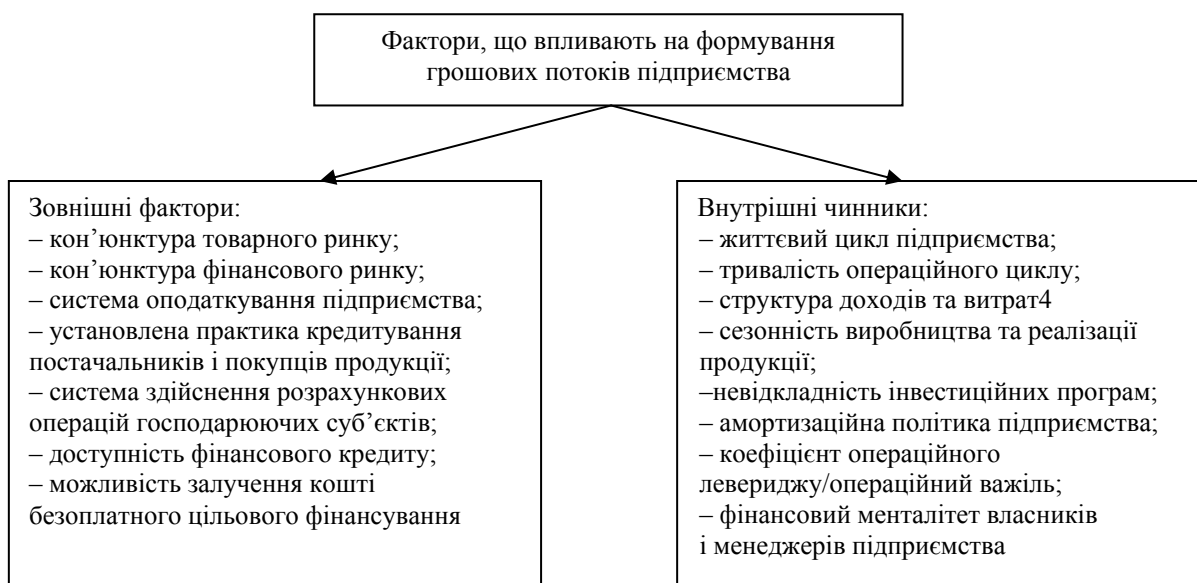 Фактори, що впливають на формування
грошових потоків підприємства
Зовнішні фактори:
– кон’юнктура товарного ринку;
– кон’юнктура фінансового ринку;
– система оподаткування підприємства;
– установлена практика кредитування
постачальників і покупців продукції;
– система здійснення розрахункових
операцій господарюючих суб’єктів;
– доступність фінансового кредиту;
– можливість залучення кошті
безоплатного цільового фінансування
Внутрішні чинники:
– життєвий цикл підприємства;
– тривалість операційного циклу;
– структура доходів та витрат4
– сезонність виробництва та реалізації
продукції;
–невідкладність інвестиційних програм;
– амортизаційна політика підприємства;
– коефіцієнт операційного
левериджу/операційний важіль;
– фінансовий менталітет власників
і менеджерів підприємства